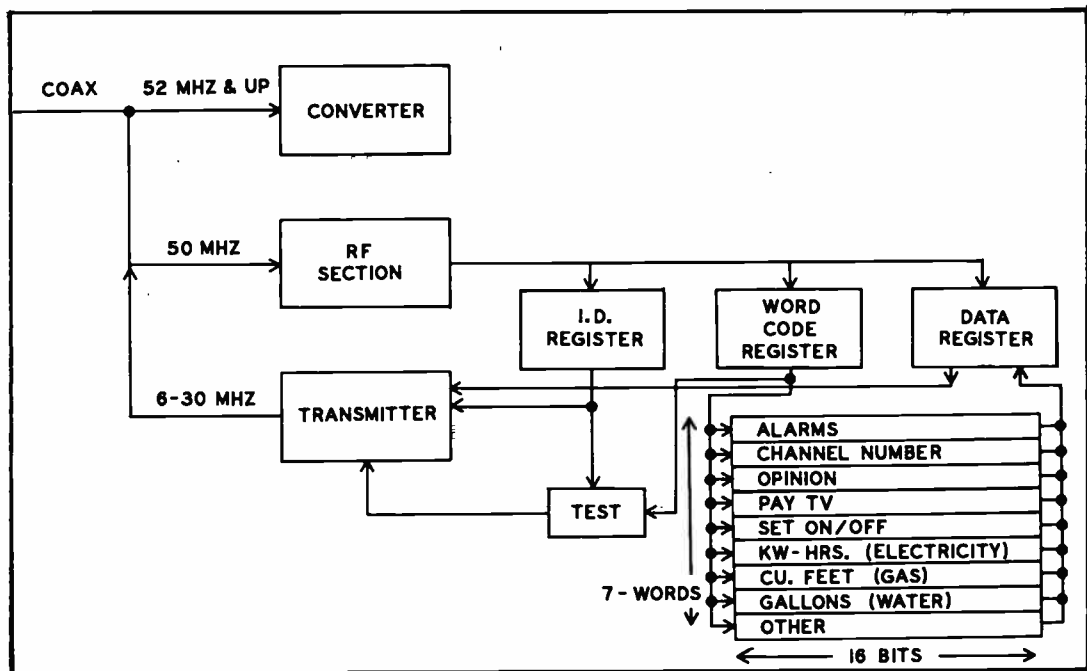 COAX
52 MHZ & UP
CONVERTER
50 MHZ
RF
SECTION
I.D.
REGISTER
WORD
CODE
REGISTER
DATA
REGISTER
6-30 MHZ
TRANSMITTER
TEST
ALARMS
CHANNEL NUMBER
OPINION
PAY TV
SET ON/OFF
KW-HRS. (ELECTRICITY)
CU. FEET (GAS)
7-WORDS
GALLONS (WATER)
OTHER
16 BITS